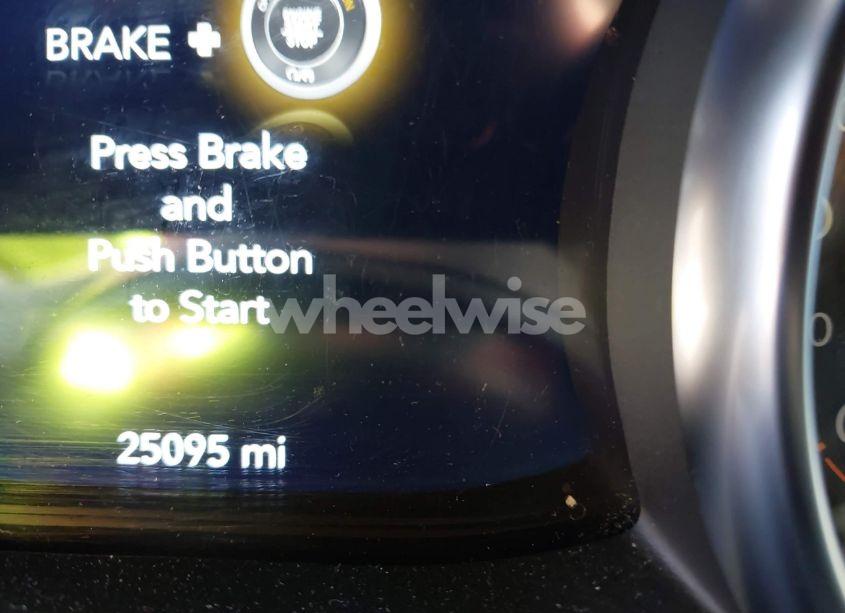 BRAKE +
Press Brake
and
Push Button
to Start
wheelwise
25095 mi